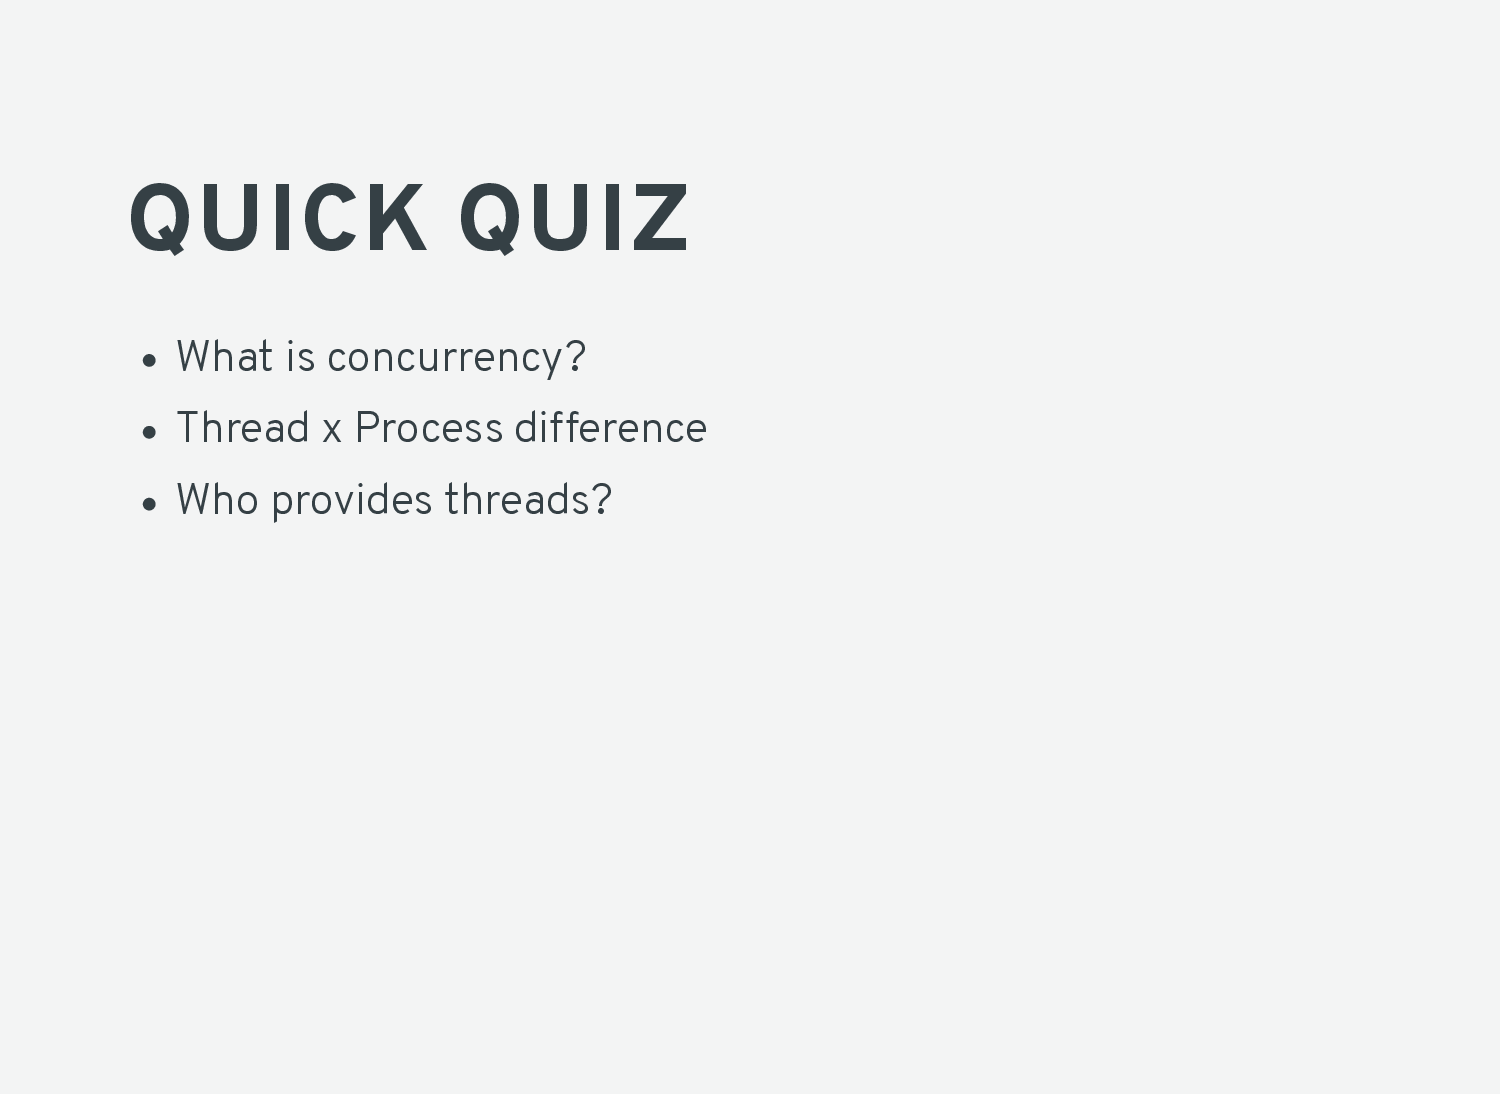 QUICK QUIZ
• What is concurrency?
• Thread x Process difference
• Who provides threads?